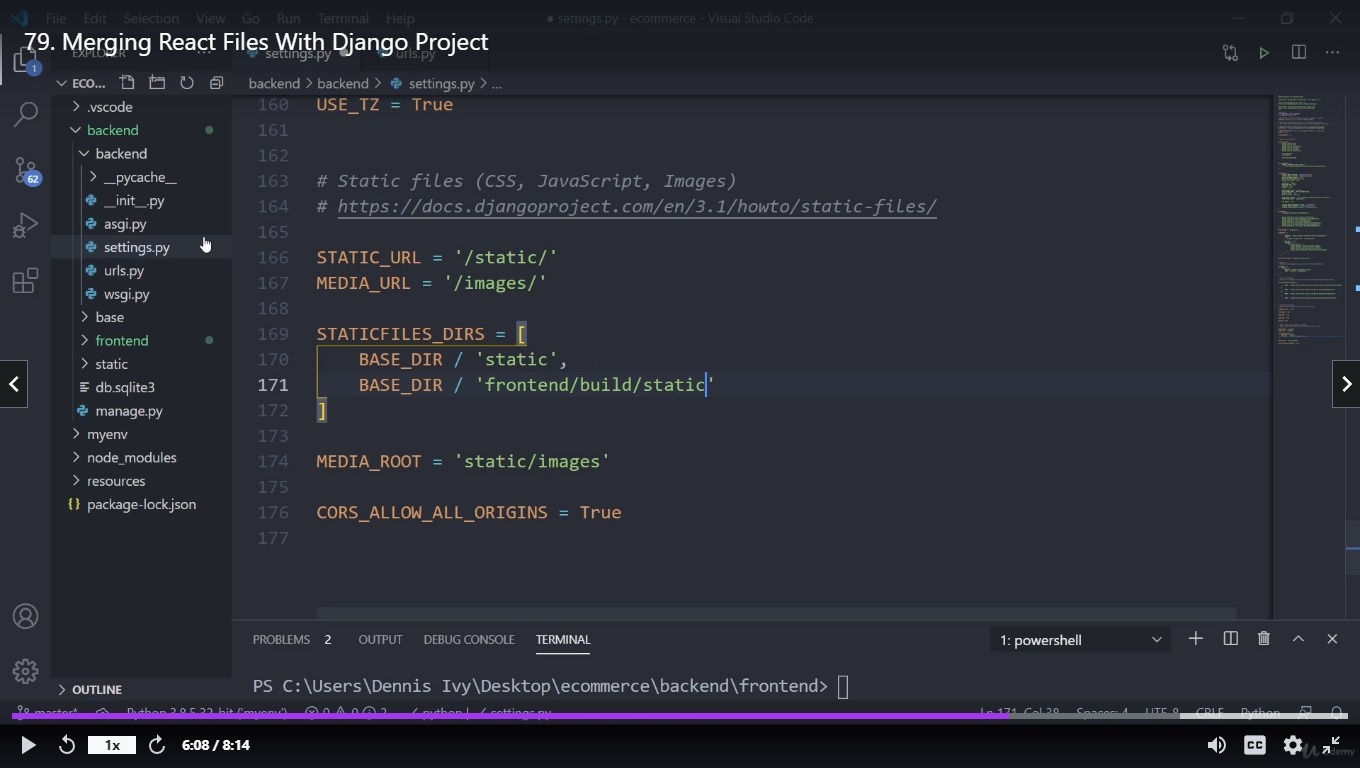 File Edit Selection View Go Run Terminal Help
● settings.py - ecommerce - Visual Studio Code
79. Merging React Files With Django Project
EXPLORER
settings.py
urls.py
1
ECO...
backend > backend > settings.py > ...
.vscode
backend
backend
__pycache__
__init__.py
asgi.py
settings.py
urls.py
wsgi.py
base
frontend
static
db.sqlite3
manage.py
myenv
node_modules
resources
{} package-lock.json
62
160 USE_TZ = True
161
162
163 # Static files (CSS, JavaScript, Images)
164 # https://docs.djangoproject.com/en/3.1/howto/static-files/
165
166 STATIC_URL = '/static/'
167 MEDIA_URL = '/images/'
168
169 STATICFILES_DIRS = [
170 BASE_DIR / 'static',
171 BASE_DIR / 'frontend/build/static'
172 ]
173
174 MEDIA_ROOT = 'static/images'
175
176 CORS_ALLOW_ALL_ORIGINS = True
177
PROBLEMS 2 OUTPUT DEBUG CONSOLE TERMINAL
1: powershell
PS C:\Users\Dennis Ivy\Desktop\ecommerce\backend\frontend>
OUTLINE
master* Python 3.8.5 32-bit ('myenv') 0 0 2 python | settings.py
Ln 171, Col 38 Spaces: 4 UTF-8 CRLF Python
1x 6:08 / 8:14
CC
udemy